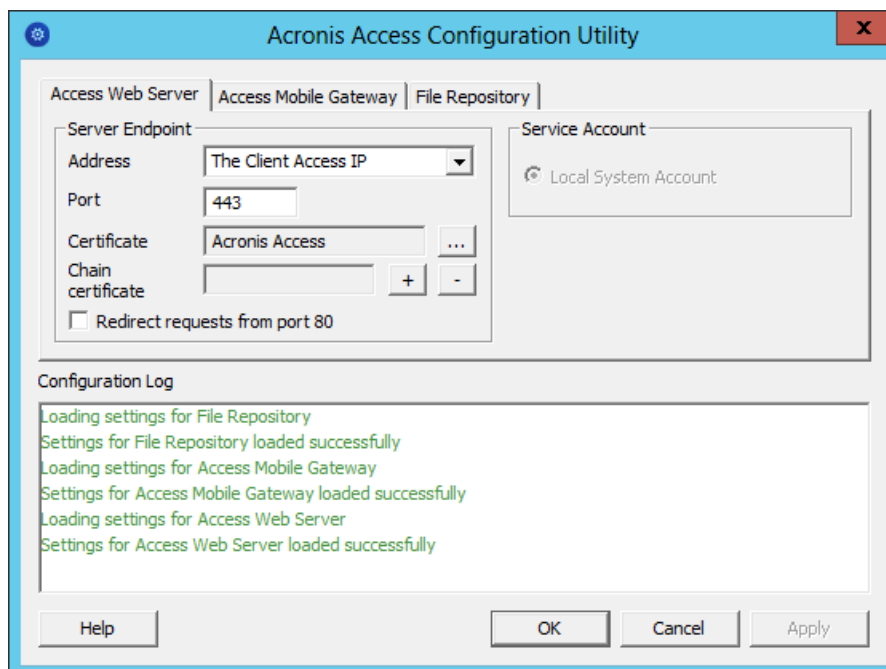 Acronis Access Configuration Utility
x
Access Web Server
Access Mobile Gateway
File Repository
Server Endpoint
Address
The Client Access IP
Port
443
Certificate
Acronis Access
...
Chain
certificate
+
-
Redirect requests from port 80
Service Account
Local System Account
Configuration Log
Loading settings for File Repository
Settings for File Repository loaded successfully
Loading settings for Access Mobile Gateway
Settings for Access Mobile Gateway loaded successfully
Loading settings for Access Web Server
Settings for Access Web Server loaded successfully
Help
OK
Cancel
Apply